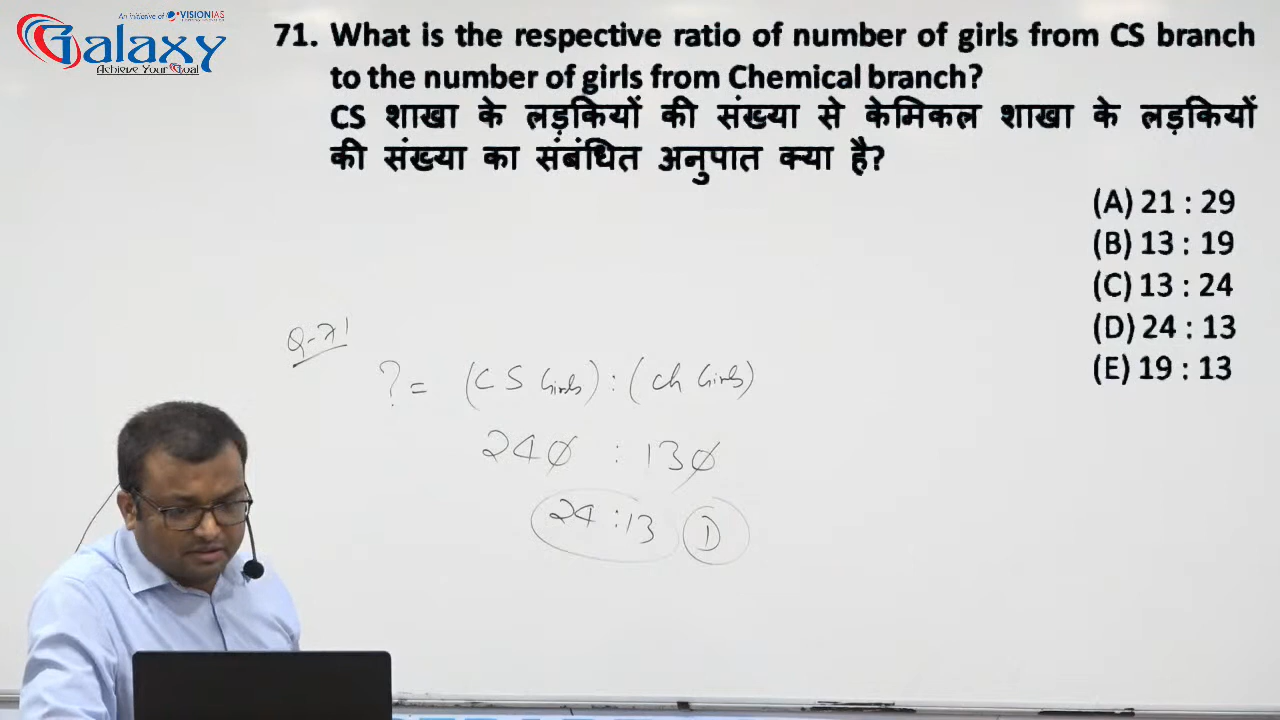 An initiative of VISIONIAS
Galaxy
Achieve Your Goal
71. What is the respective ratio of number of girls from CS branch
to the number of girls from Chemical branch?
CS शाखा के लड़कियों की संख्या से केमिकल शाखा के लड़कियों
की संख्या का संबंधित अनुपात क्या है?
(A) 21 : 29
(B) 13 : 19
(C) 13 : 24
(D) 24 : 13
(E) 19 : 13
Q-71
? = (CS Girls) : (Ch Girls)
240 : 130
24 : 13 D